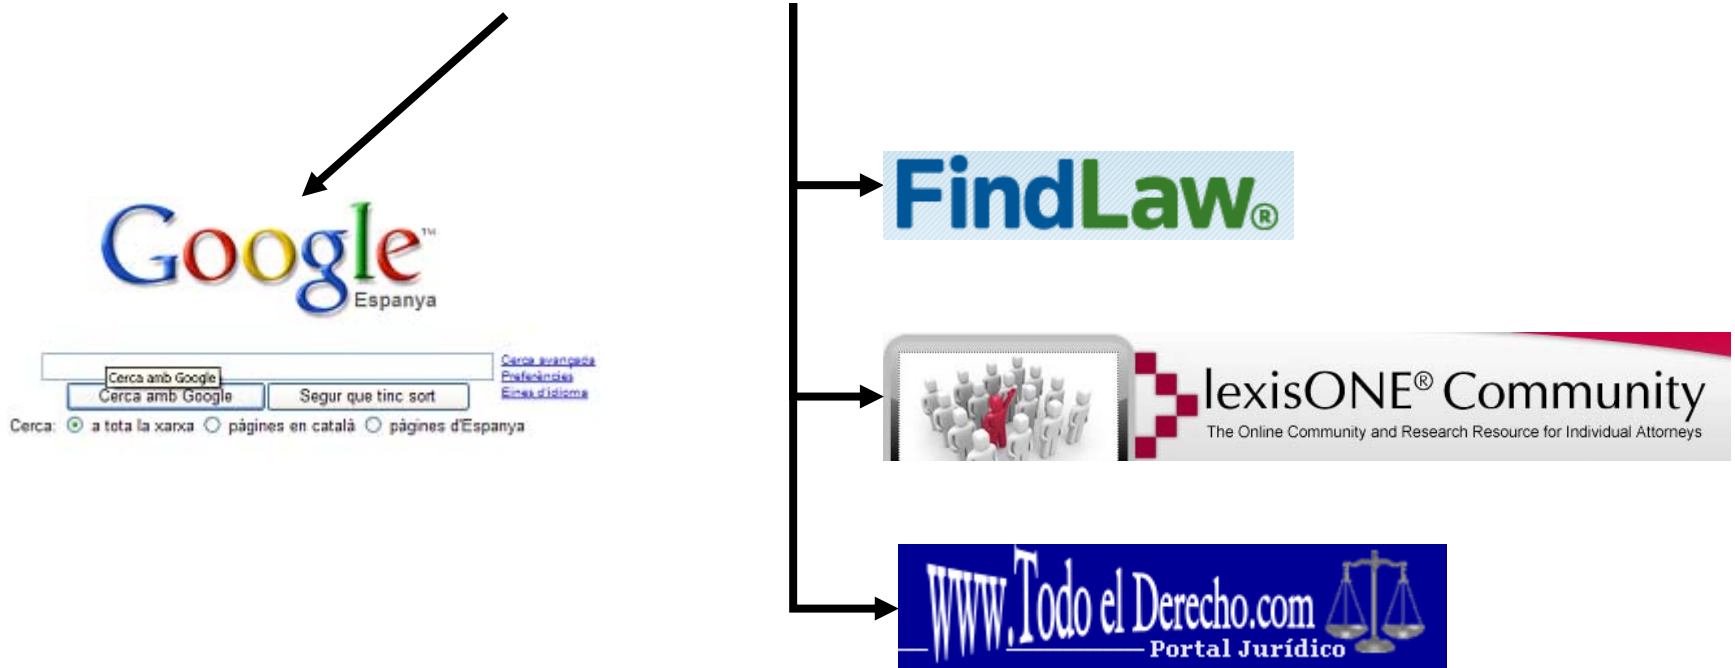 Google™
Espanya
Cerca avançada
Preferències
Eines d'idioma
Cerca amb Google
Cerca amb Google
Segur que tinc sort
Cerca: a tota la xarxa pàgines en català pàgines d'Espanya
FindLaw®
lexisONE® Community
The Online Community and Research Resource for Individual Attorneys
www.Todo el Derecho.com
Portal Jurídico